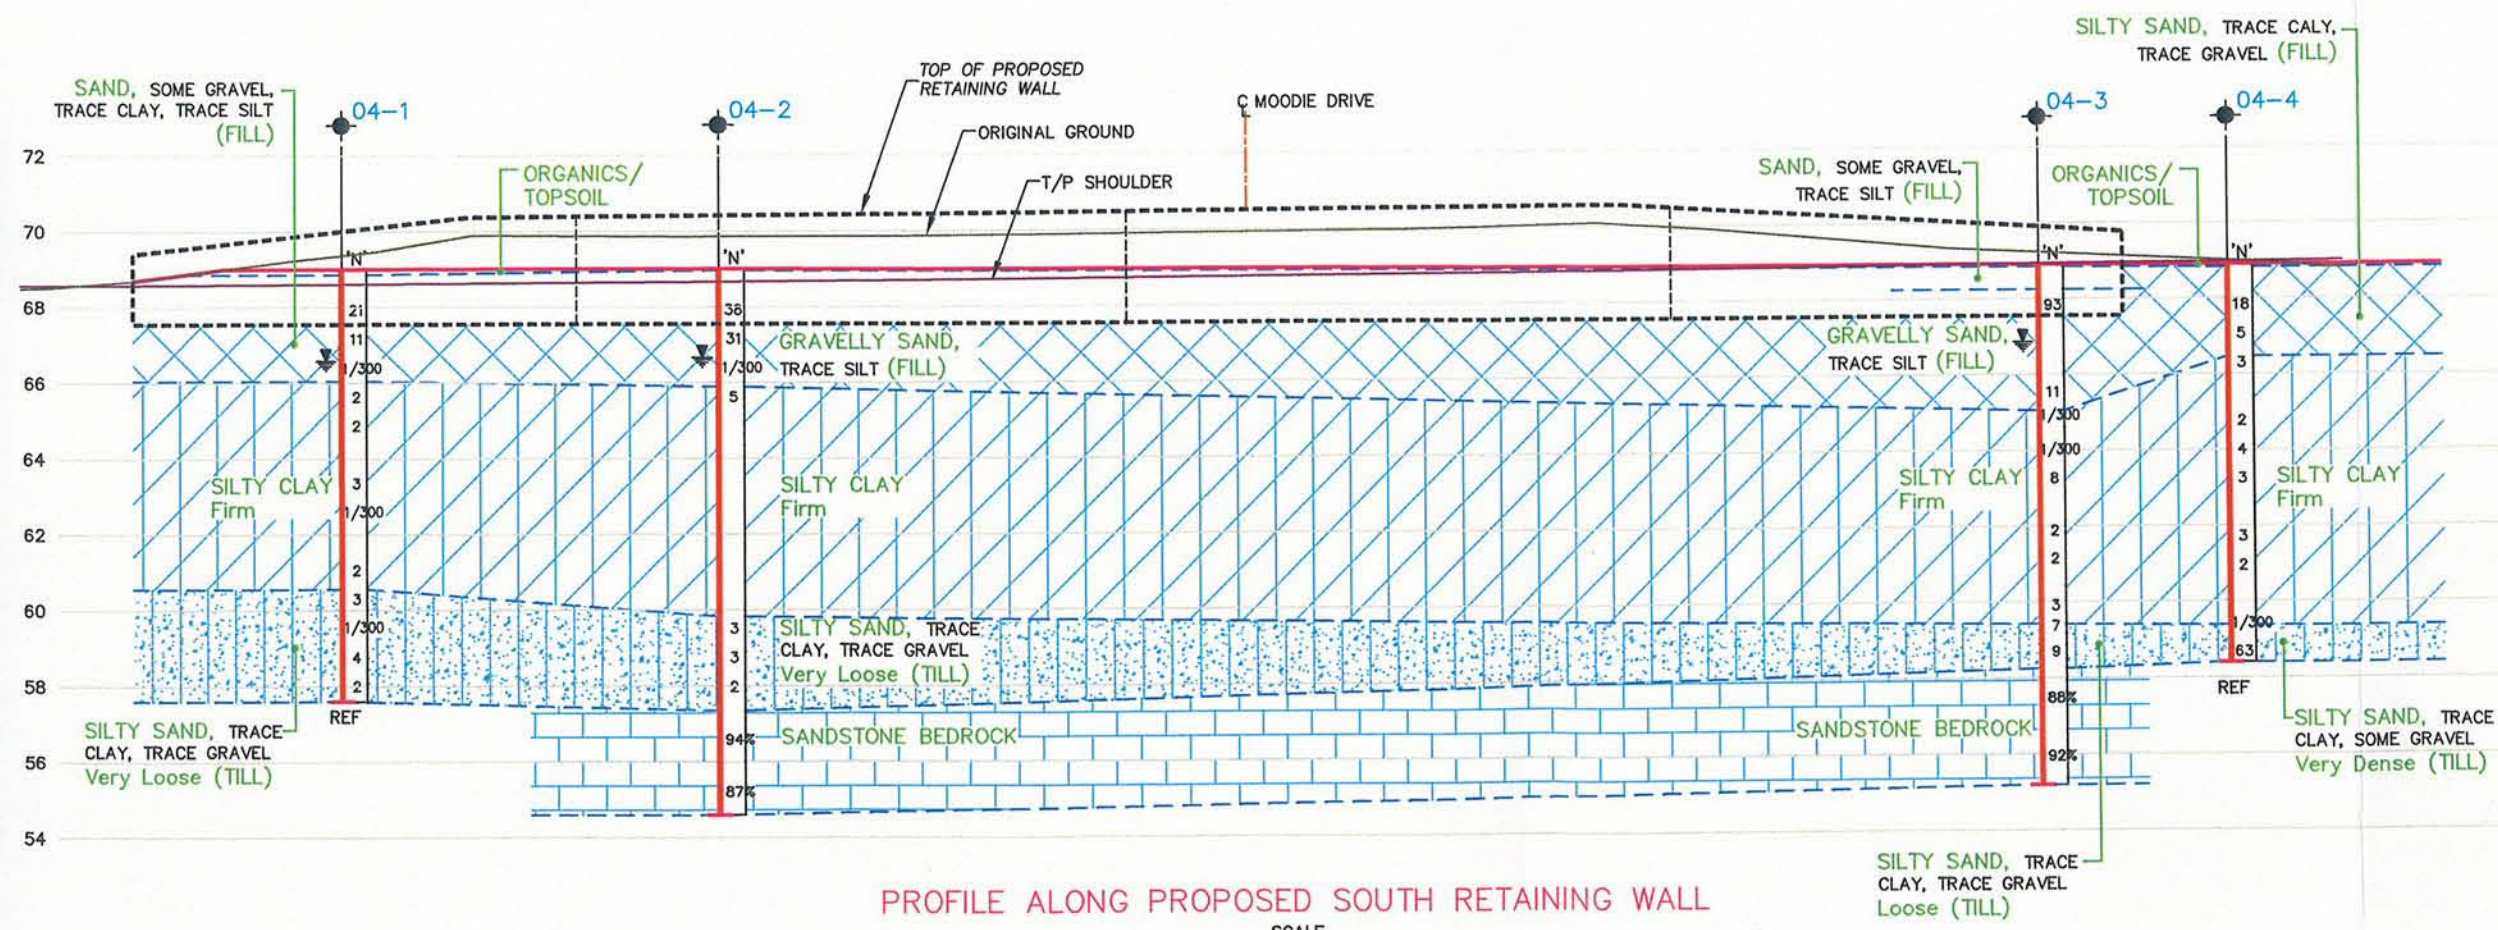 SILTY SAND, TRACE CALY,
TRACE GRAVEL (FILL)
SAND, SOME GRAVEL,
TRACE CLAY, TRACE SILT
(FILL)
04-1
04-2
TOP OF PROPOSED
RETAINING WALL
ORIGINAL GROUND
T/P SHOULDER
C MOODIE DRIVE
04-3
04-4
ORGANICS/
TOPSOIL
SAND, SOME GRAVEL,
TRACE SILT (FILL)
ORGANICS/
TOPSOIL
72
70
68
66
64
62
60
58
56
54
'N'
21
11
1/300
2
2
3
1/300
2
3
1/300
4
2
REF
'N'
38
31
1/300
5
3
3
2
94%
87%
'N'
93
11
1/300
1/300
8
2
2
3
7
9
88%
92%
'N'
18
5
3
2
4
3
3
2
1/300
63
REF
GRAVELLY SAND,
TRACE SILT (FILL)
GRAVELLY SAND,
TRACE SILT (FILL)
SILTY CLAY
Firm
SILTY CLAY
Firm
SILTY CLAY
Firm
SILTY CLAY
Firm
SILTY SAND, TRACE
CLAY, TRACE GRAVEL
Very Loose (TILL)
SILTY SAND, TRACE
CLAY, TRACE GRAVEL
Very Loose (TILL)
SANDSTONE BEDROCK
SANDSTONE BEDROCK
SILTY SAND, TRACE
CLAY, SOME GRAVEL
Very Dense (TILL)
SILTY SAND, TRACE
CLAY, TRACE GRAVEL
Loose (TILL)
PROFILE ALONG PROPOSED SOUTH RETAINING WALL
SCALE